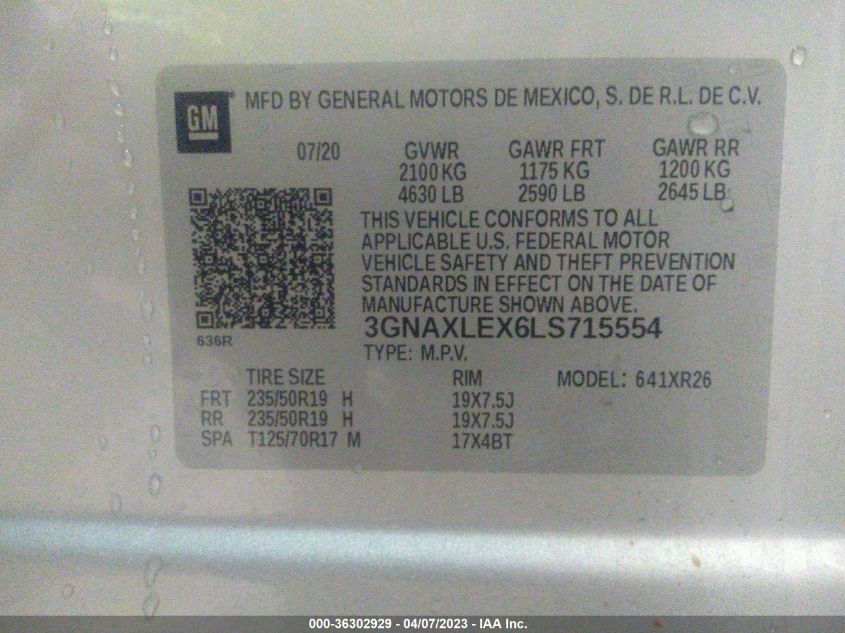 GM® MFD BY GENERAL MOTORS DE MEXICO, S. DE R.L. DE C.V.
07/20 GVWR GAWR FRT GAWR RR
2100 KG 1175 KG 1200 KG
4630 LB 2590 LB 2645 LB
THIS VEHICLE CONFORMS TO ALL
APPLICABLE U.S. FEDERAL MOTOR
VEHICLE SAFETY AND THEFT PREVENTION
STANDARDS IN EFFECT ON THE DATE OF
MANUFACTURE SHOWN ABOVE.
3GNAXLEX6LS715554
636R
TYPE: M.P.V.
TIRE SIZE RIM MODEL: 641XR26
FRT 235/50R19 H 19X7.5J
RR 235/50R19 H 19X7.5J
SPA T125/70R17 M 17X4BT
000-36302929 - 04/07/2023 - IAA Inc.